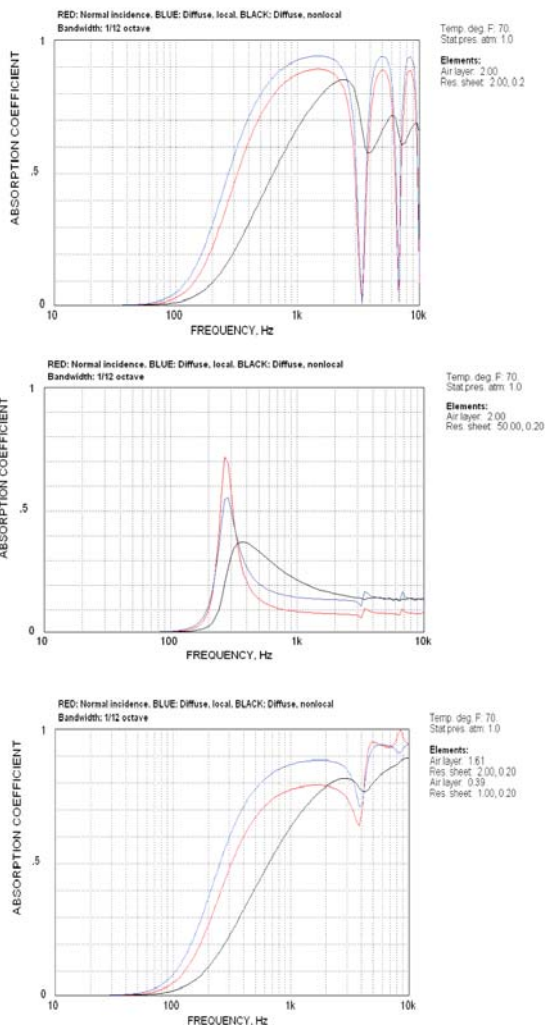 RED: Normal incidence. BLUE: Diffuse, local. BLACK: Diffuse, nonlocal
Bandwidth: 1/12 octave
Temp. deg. F: 70.
Stat.pres. atm: 1.0
Elements:
Air layer: 2.00
Res. sheet: 2.00, 0.2
ABSORPTION COEFFICIENT
1
.5
0
10
100
1k
10k
FREQUENCY, Hz
RED: Normal incidence. BLUE: Diffuse, local. BLACK: Diffuse, nonlocal
Bandwidth: 1/12 octave
Temp. deg. F: 70.
Stat.pres. atm: 1.0
Elements:
Air layer: 2.00
Res. sheet: 50.00, 0.20
ABSORPTION COEFFICIENT
1
.5
0
10
100
1k
10k
FREQUENCY, Hz
RED: Normal incidence. BLUE: Diffuse, local. BLACK: Diffuse, nonlocal
Bandwidth: 1/12 octave
Temp. deg. F: 70.
Stat.pres. atm: 1.0
Elements:
Air layer: 1.61
Res. sheet: 2.00, 0.20
Air layer: 0.39
Res. sheet: 1.00, 0.20
ABSORPTION COEFFICIENT
1
.5
0
10
100
1k
10k
FREQUENCY, Hz